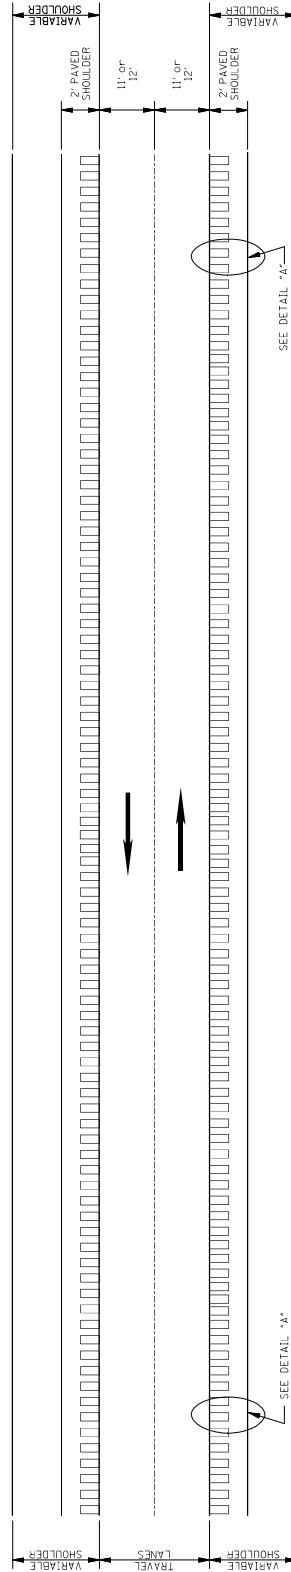 VARIABLE
SHOULDER
2' PAVED
SHOULDER
11' or
12'
11' or
12'
2' PAVED
SHOULDER
VARIABLE
SHOULDER
SEE DETAIL "A"
SEE DETAIL "A"
VARIABLE
SHOULDER
TRAVEL
LANES
VARIABLE
SHOULDER